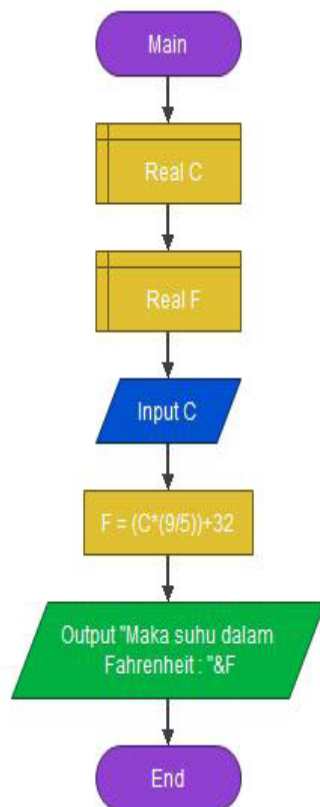 Main
Real C
Real F
Input C
F = (C*(9/5))+32
Output "Maka suhu dalam
Fahrenheit : "&F
End